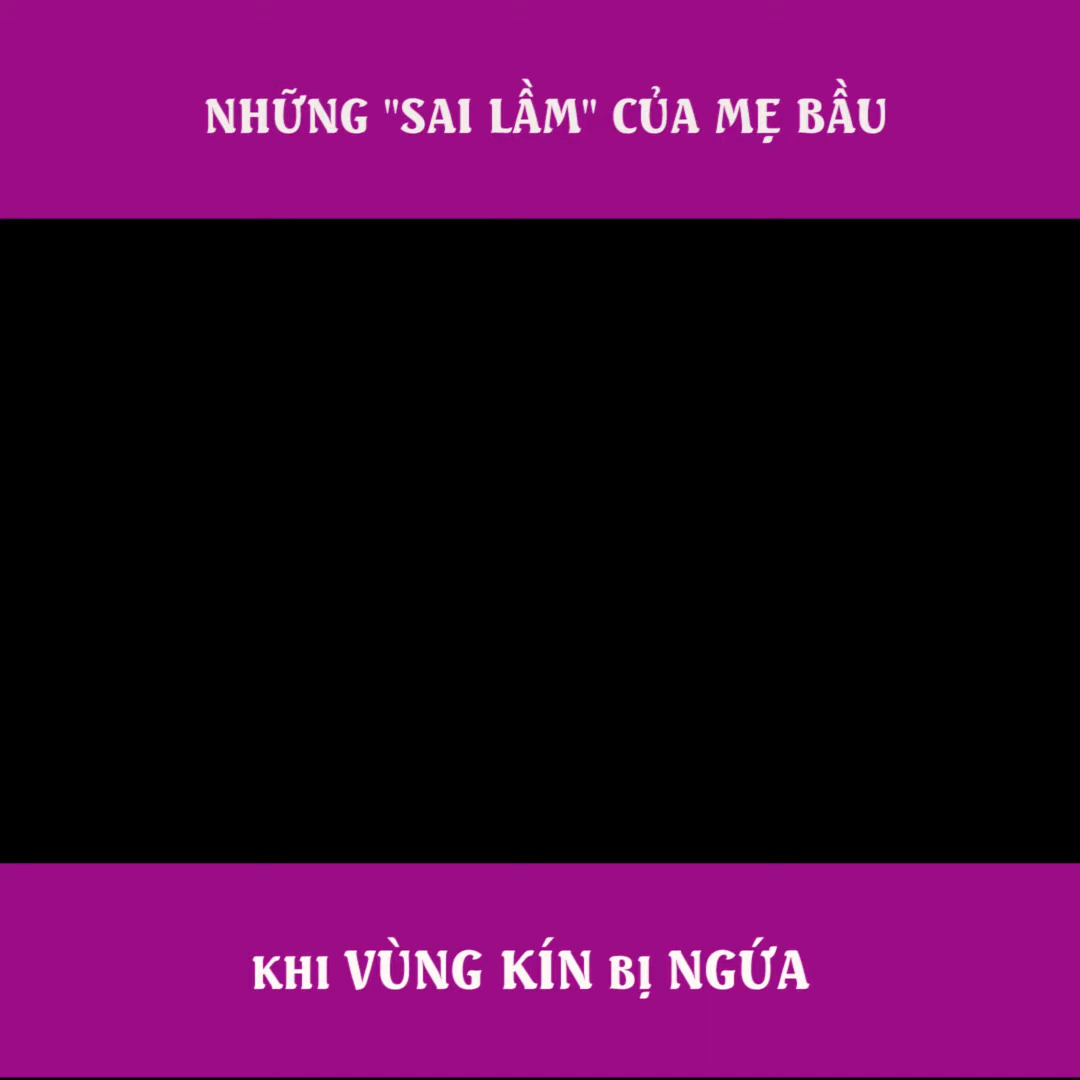 NHỮNG "SAI LẦM" CỦA MẸ BẦU
KHI VÙNG KÍN BỊ NGỨA